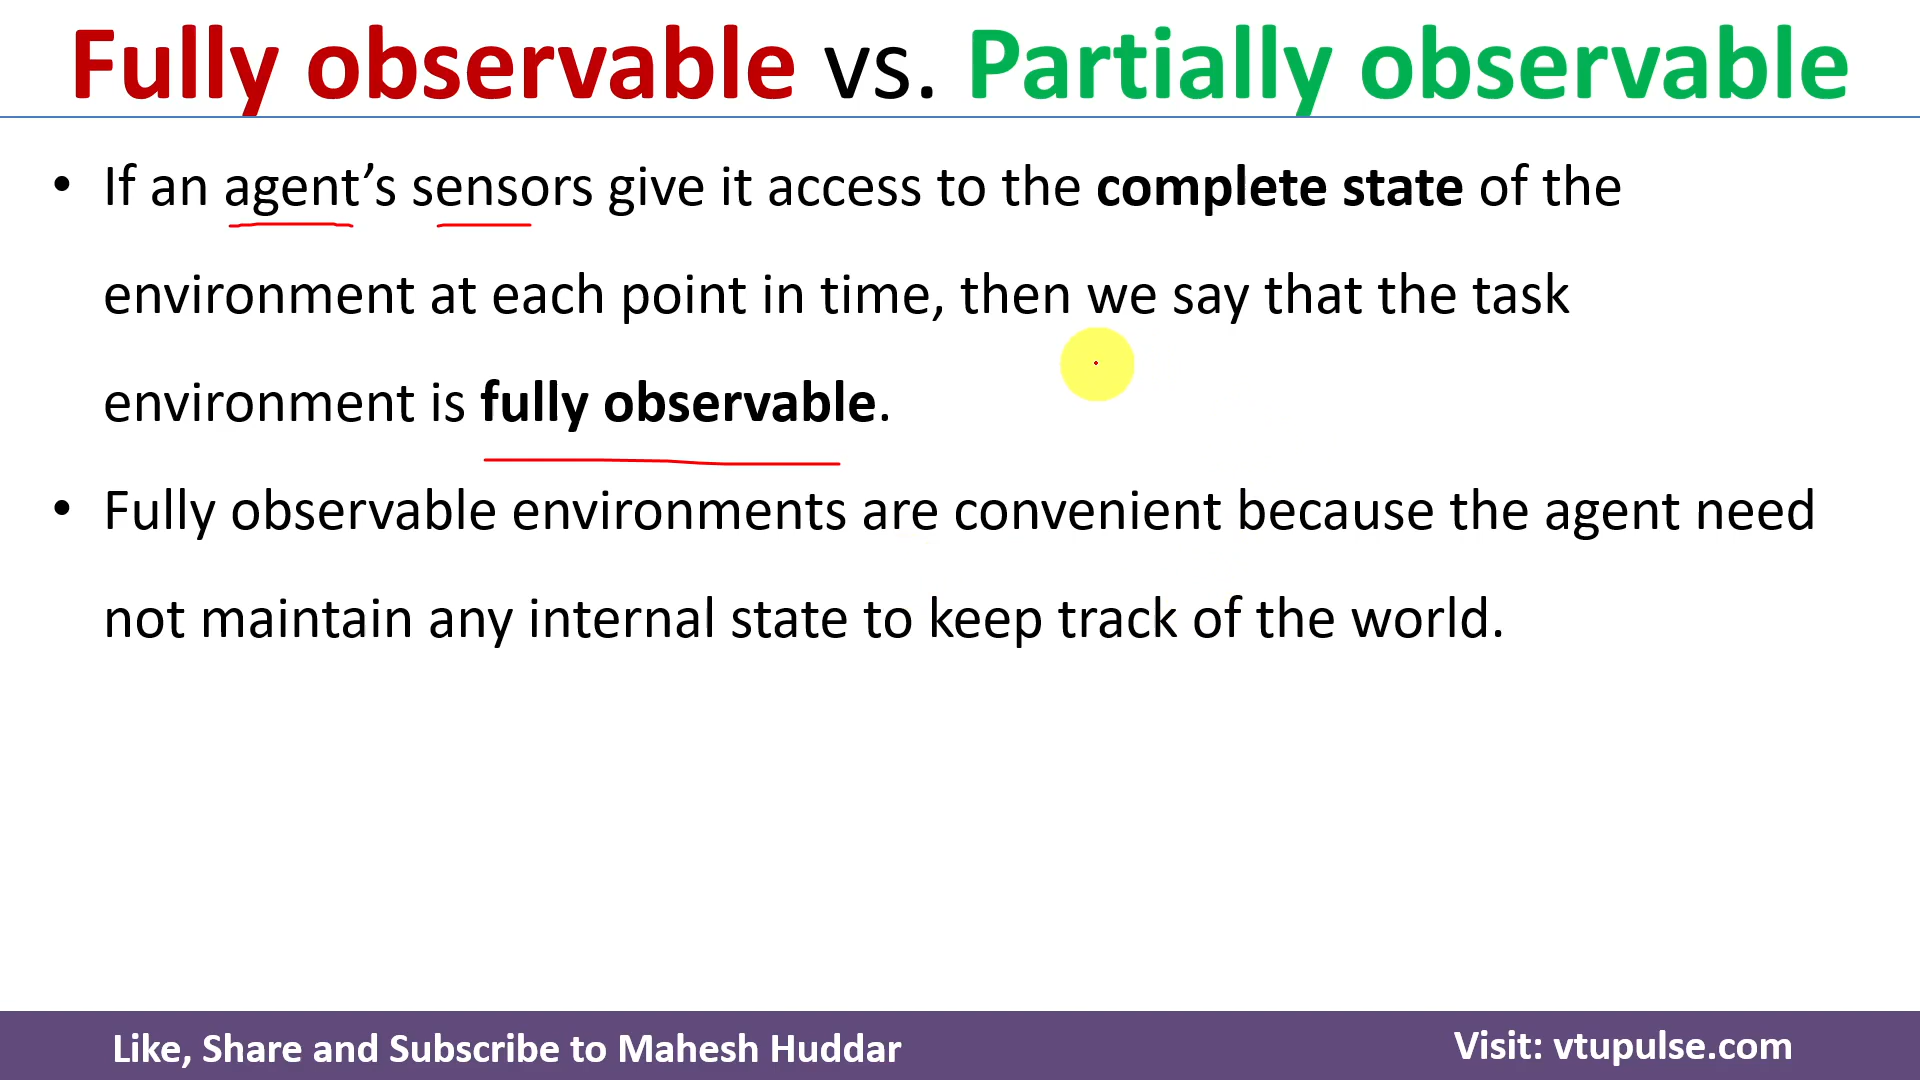 Fully observable vs. Partially observable
• If an agent’s sensors give it access to the complete state of the
environment at each point in time, then we say that the task
environment is fully observable.
• Fully observable environments are convenient because the agent need
not maintain any internal state to keep track of the world.
Like, Share and Subscribe to Mahesh Huddar
Visit: vtupulse.com